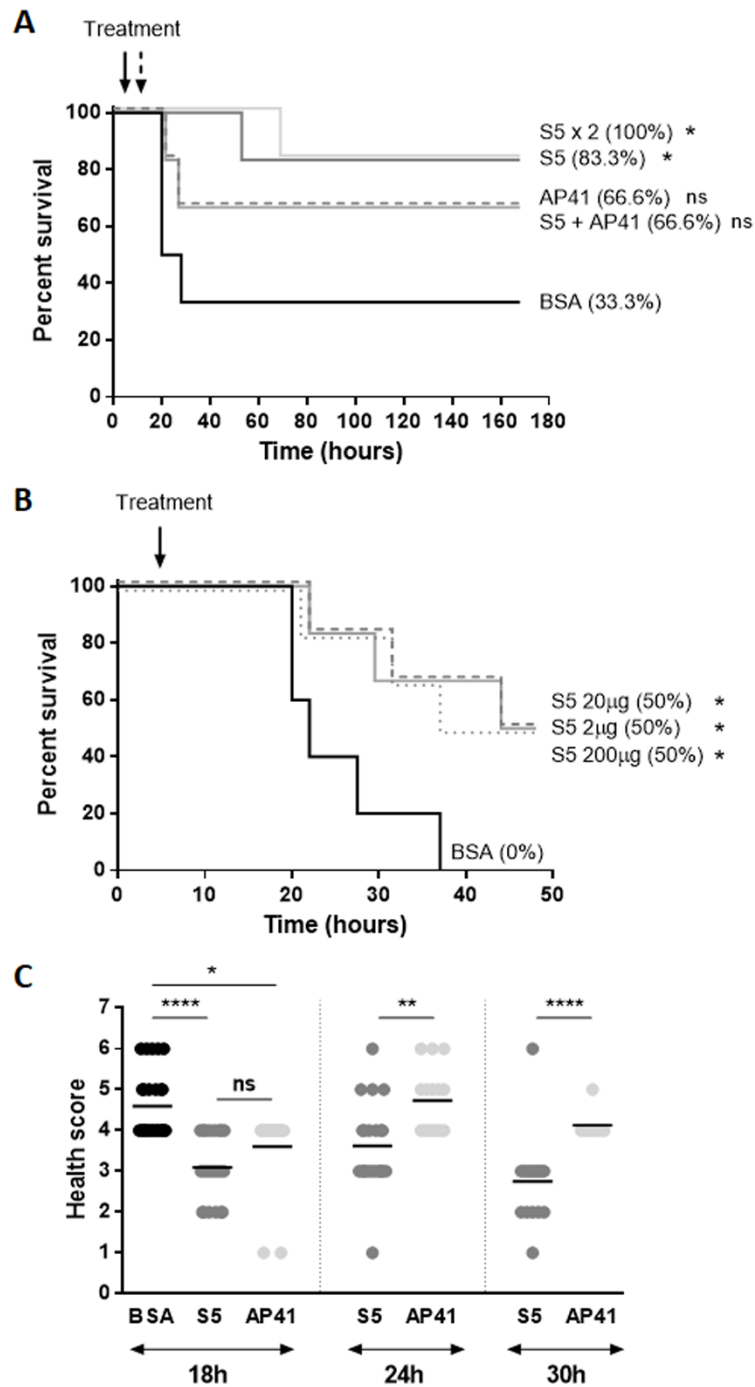 A
Treatment
Percent survival
100
80
60
40
20
0
0 20 40 60 80 100 120 140 160 180
Time (hours)
S5 x 2 (100%) *
S5 (83.3%) *
AP41 (66.6%) ns
S5 + AP41 (66.6%) ns
BSA (33.3%)
B
Treatment
Percent survival
100
80
60
40
20
0
0 10 20 30 40 50
Time (hours)
S5 20μg (50%) *
S5 2μg (50%) *
S5 200μg (50%) *
BSA (0%)
C
Health score
7
6
5
4
3
2
1
0
*
**** ** ****
ns
BSA S5 AP41 S5 AP41 S5 AP41
18h 24h 30h